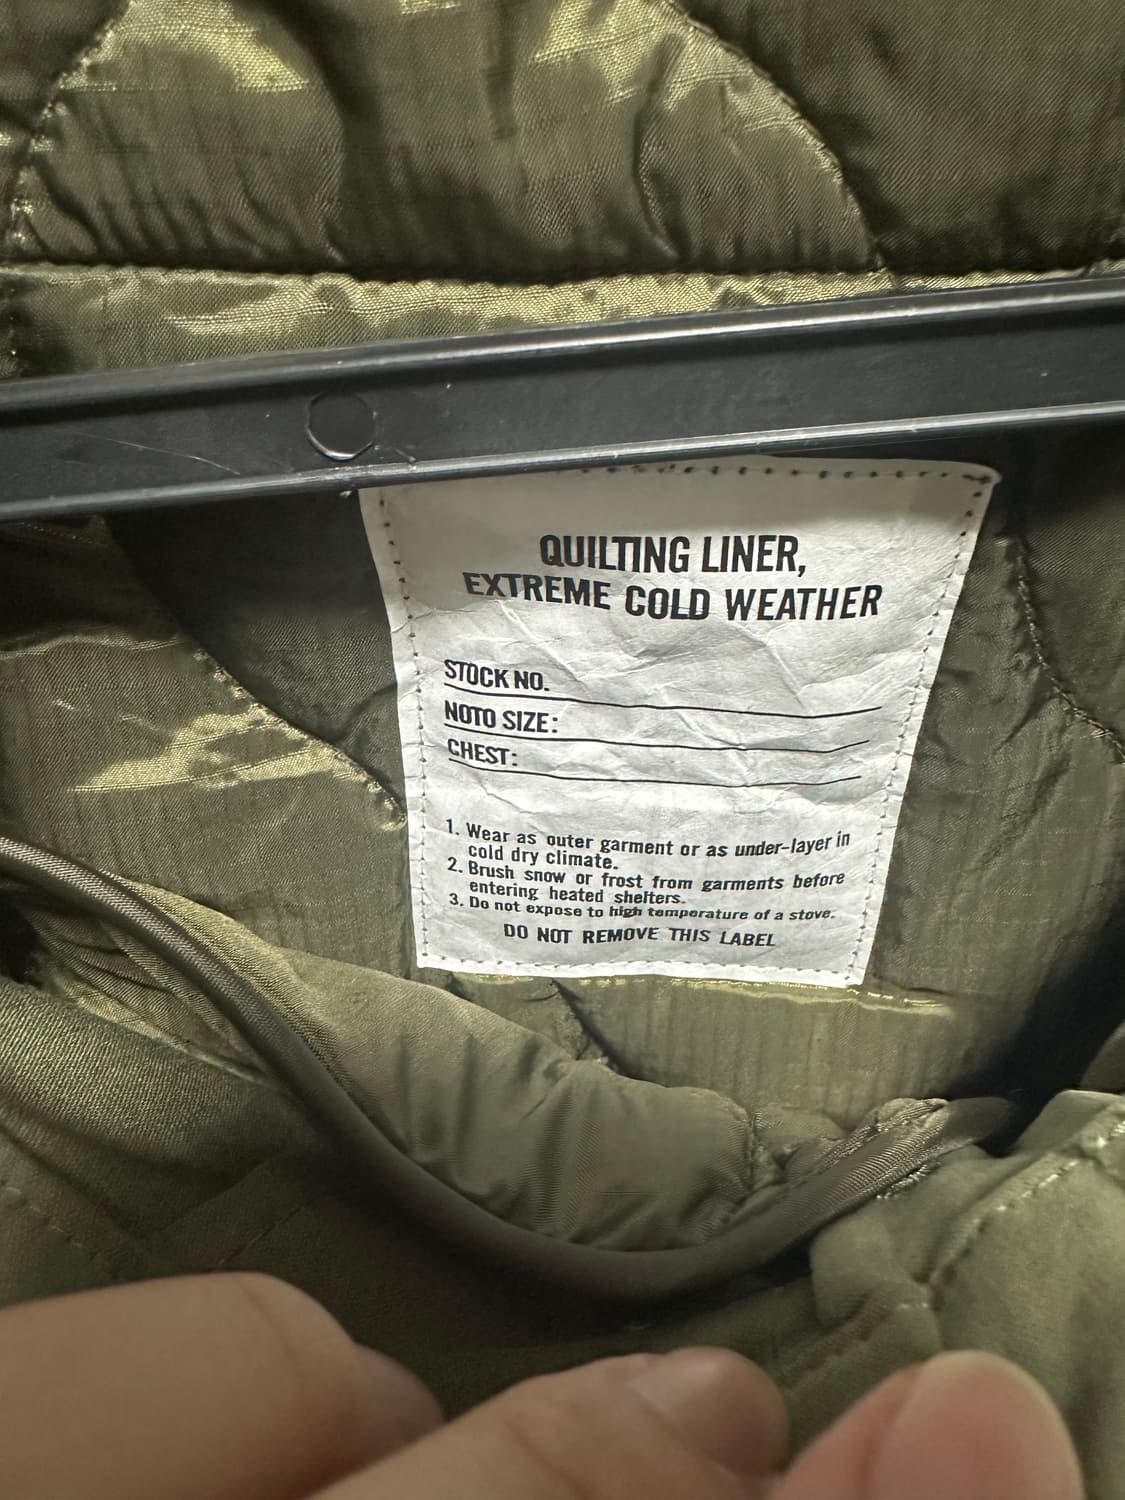 QUILTING LINER,
EXTREME COLD WEATHER
STOCK NO.
NOTO SIZE:
CHEST:
1. Wear as outer garment or as under-layer in
cold dry climate.
2. Brush snow or frost from garments before
entering heated shelters.
3. Do not expose to high temperature of a stove.
DO NOT REMOVE THIS LABEL